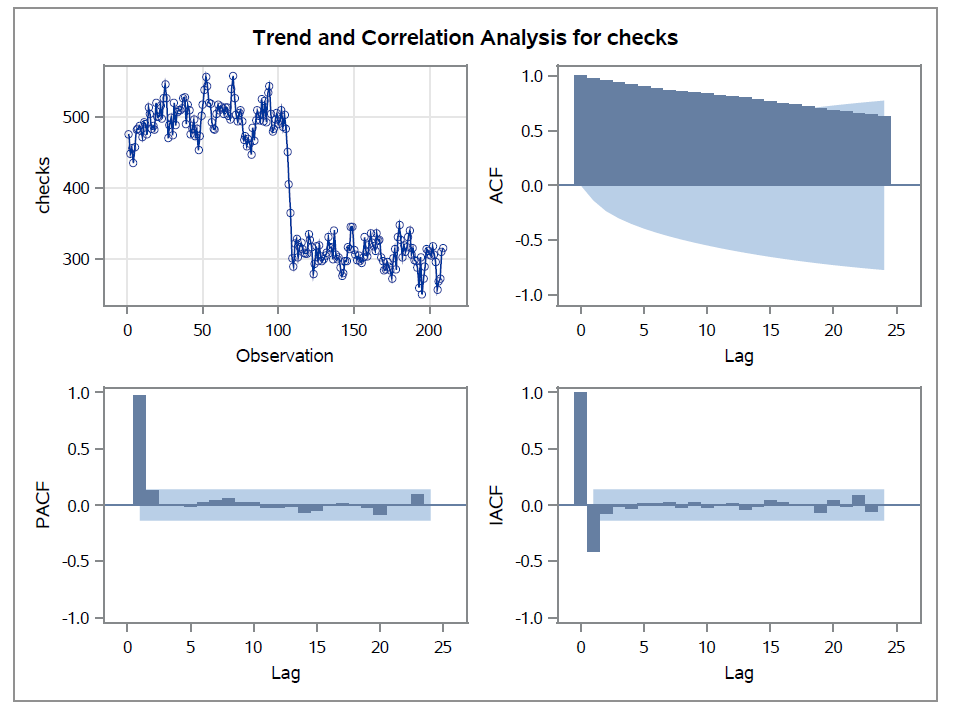 Trend and Correlation Analysis for checks
checks
500
400
300
0 50 100 150 200
Observation
ACF
1.0
0.5
0.0
-0.5
-1.0
0 5 10 15 20 25
Lag
PACF
1.0
0.5
0.0
-0.5
-1.0
0 5 10 15 20 25
Lag
IACF
1.0
0.5
0.0
-0.5
-1.0
0 5 10 15 20 25
Lag